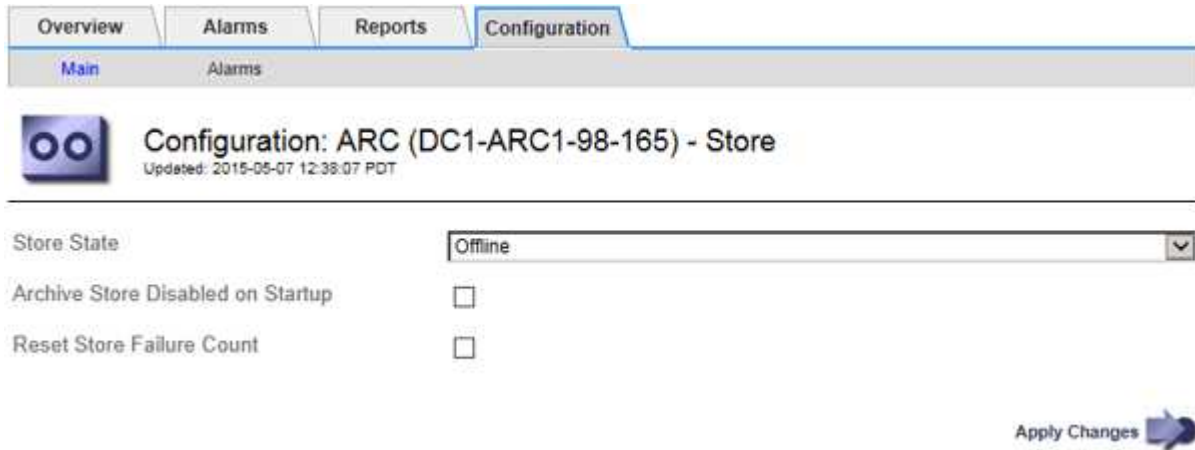 Overview Alarms Reports Configuration
Main Alarms
Configuration: ARC (DC1-ARC1-98-165) - Store
Updated: 2015-05-07 12:38:07 PDT
Store State Offline
Archive Store Disabled on Startup
Reset Store Failure Count
Apply Changes